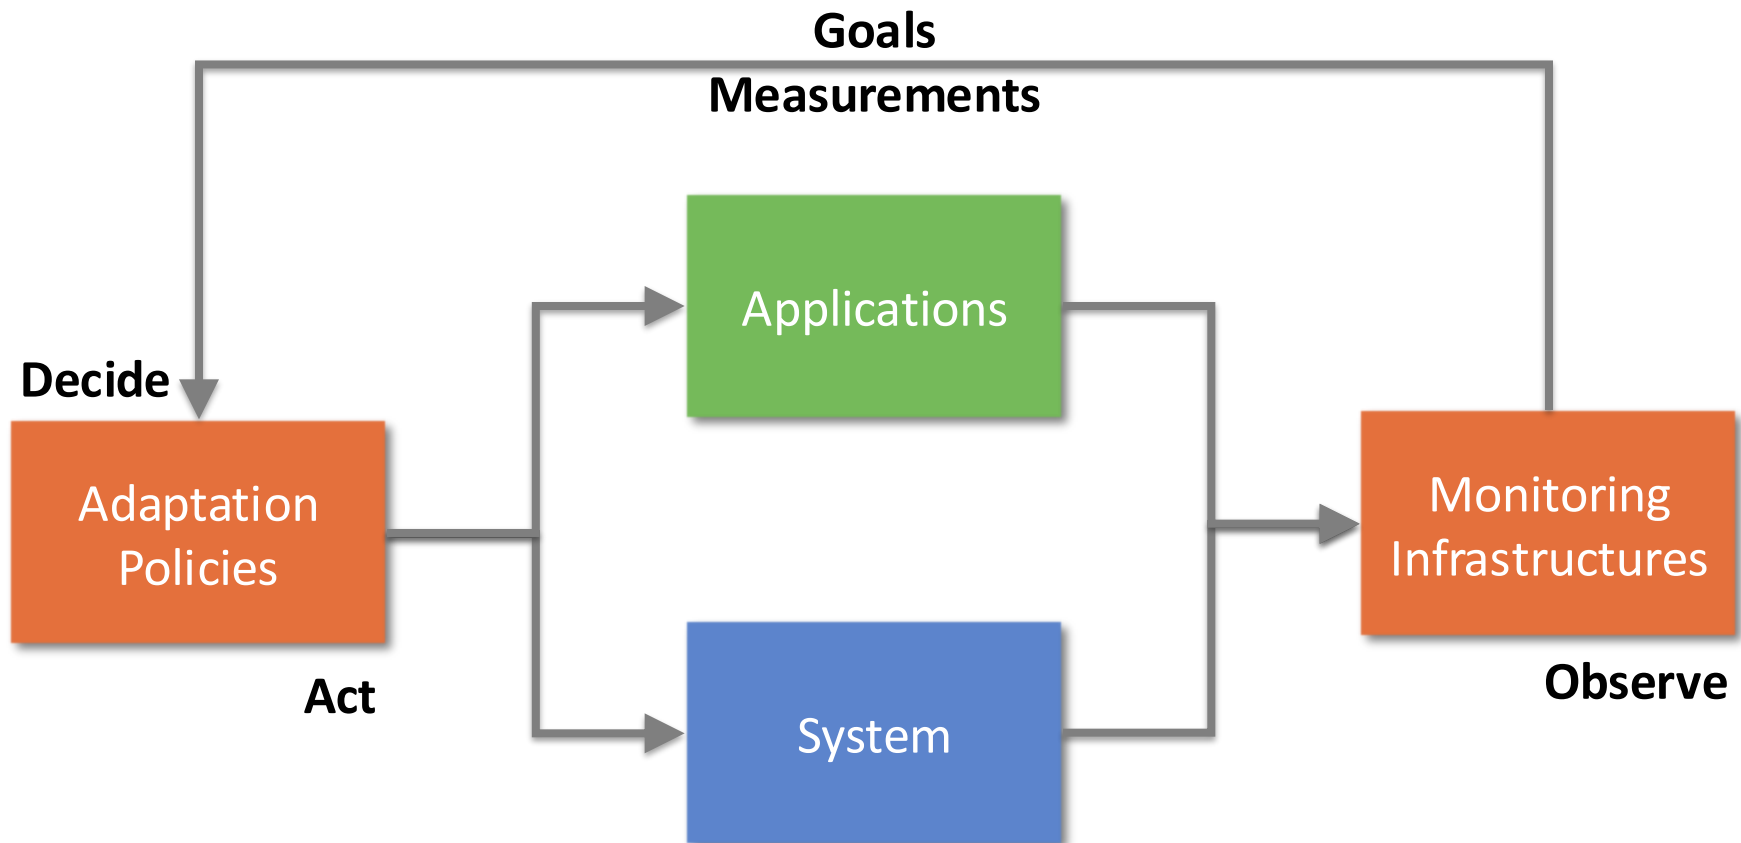 Goals
Measurements
Applications
Decide
Adaptation
Policies
Monitoring
Infrastructures
Act
Observe
System